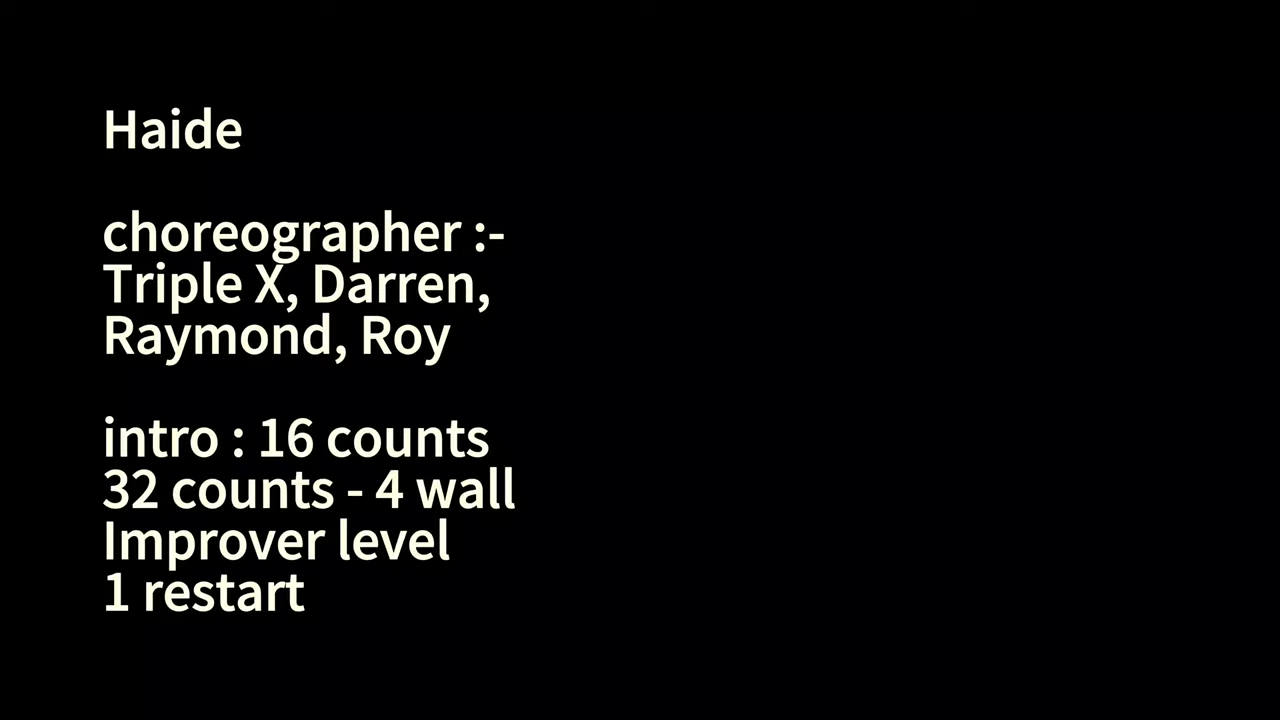 Haide
choreographer :-
Triple X, Darren,
Raymond, Roy
intro : 16 counts
32 counts - 4 wall
Improver level
1 restart